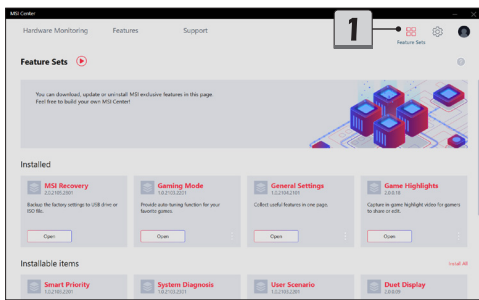 MSI Center
Hardware Monitoring
Features
Support
1
Feature Sets
Feature Sets
You can download, update or uninstall MSI exclusive features in this page.
Feel free to build your own MSI Center!
Installed
MSI Recovery
Gaming Mode
General Settings
Game Highlights
2.0.0.18
Backup the factory settings to USB drive or
ISO file.
Provide auto tuning function for your
favorite games.
Collect useful features in one page.
Capture in game highlight video for gamers
to share or edit.
Open
Open
Open
Open
Installable items
Install All
Smart Priority
System Diagnosis
User Scenario
Duet Display